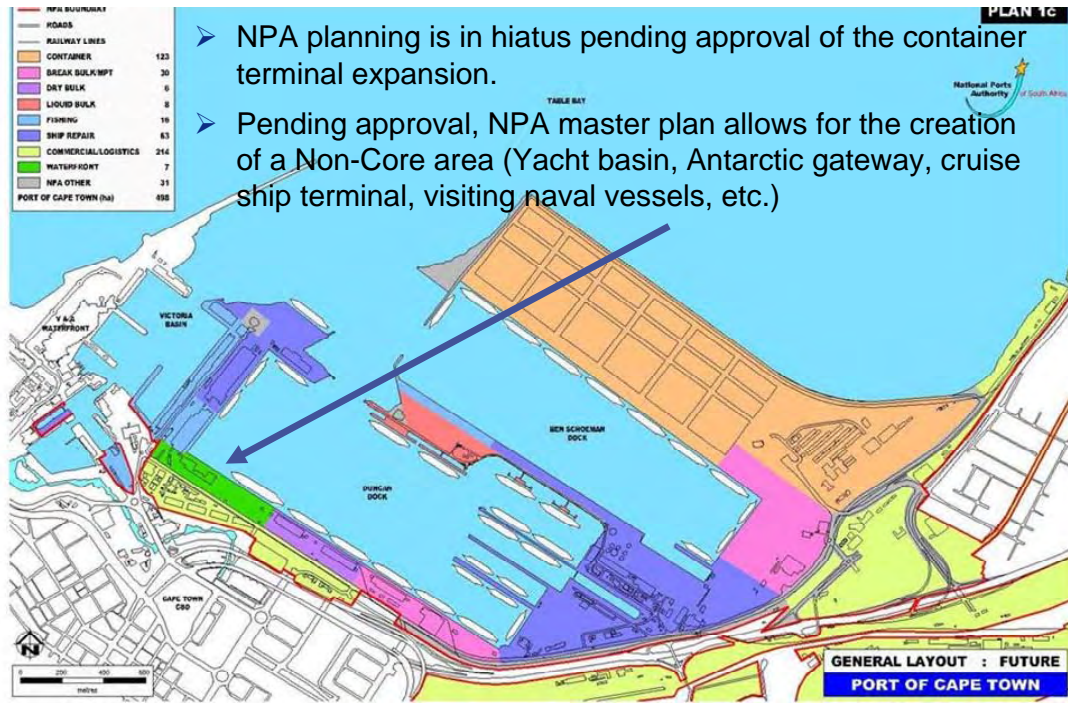 PLAN 1c
NPA BOUNDARY
ROADS
RAILWAY LINES
CONTAINER 123
BREAK BULK/MPT 30
DRY BULK 6
LIQUID BULK 8
FISHING 16
SHIP REPAIR 63
COMMERCIAL/LOGISTICS 214
WATERFRONT 7
NPA OTHER 31
PORT OF CAPE TOWN (ha) 498
➢ NPA planning is in hiatus pending approval of the container
terminal expansion.
➢ Pending approval, NPA master plan allows for the creation
of a Non-Core area (Yacht basin, Antarctic gateway, cruise
ship terminal, visiting naval vessels, etc.)
National Ports
Authority of South Africa
TABLE BAY
V & A
WATERFRONT
VICTORIA
BASIN
BEN SCHOEMAN
DOCK
DUNCAN
DOCK
CAPE TOWN
CBD
N
0 200 400 600
metres
GENERAL LAYOUT : FUTURE
PORT OF CAPE TOWN